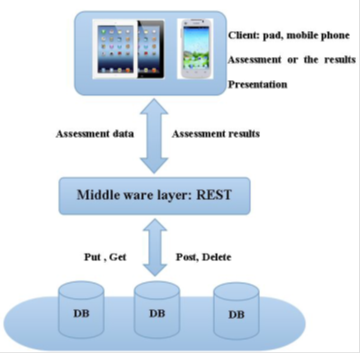 Client: pad, mobile phone
Assessment or the results
Presentation
Assessment data
Assessment results
Middle ware layer: REST
Put , Get
Post, Delete
DB
DB
DB